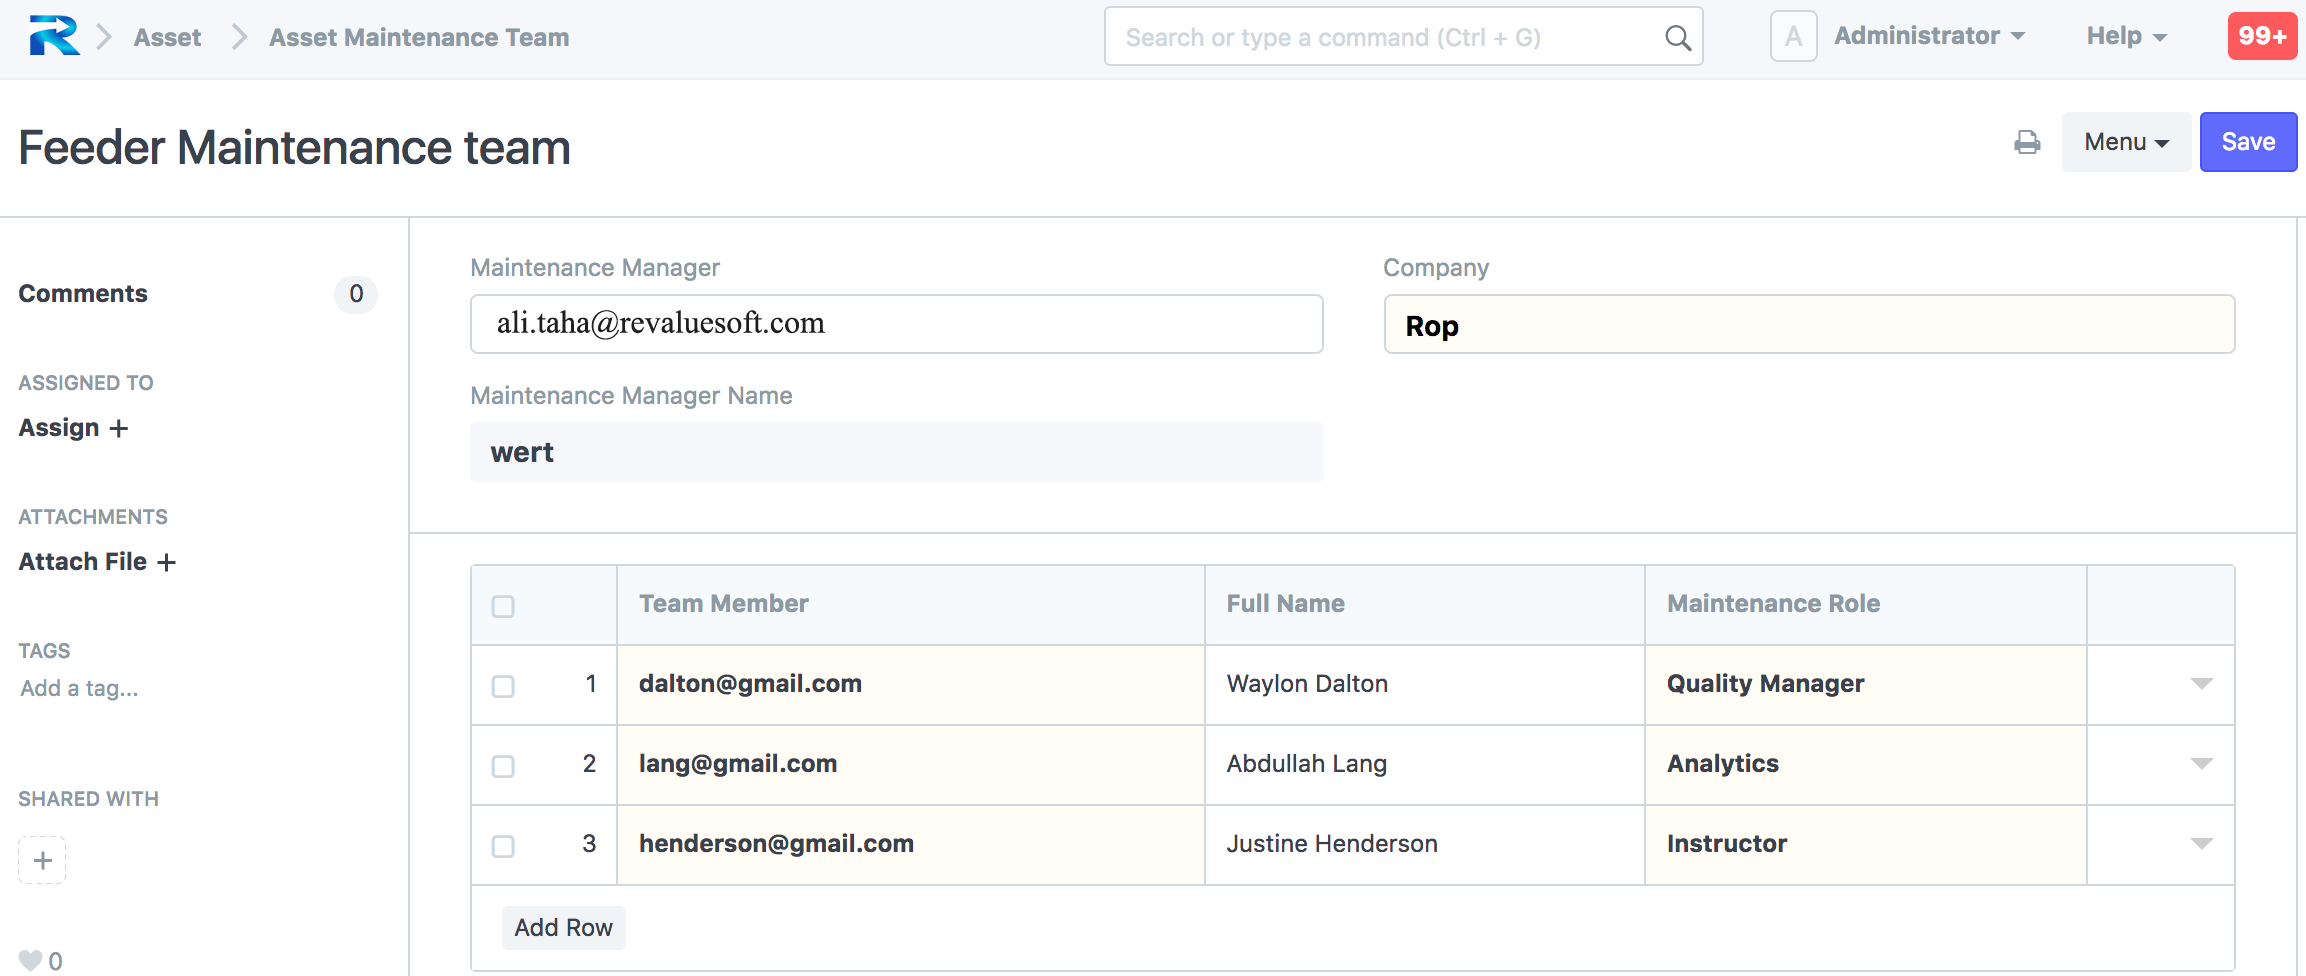 Asset Asset Maintenance Team Search or type a command (Ctrl + G) A Administrator Help 99+
Feeder Maintenance team Menu Save
Comments 0
ASSIGNED TO
Assign +
ATTACHMENTS
Attach File +
TAGS
Add a tag...
SHARED WITH
+
0
Maintenance Manager
ali.taha@revaluesoft.com
Company
Rop
Maintenance Manager Name
wert
Team Member Full Name Maintenance Role
1 dalton@gmail.com Waylon Dalton Quality Manager
2 lang@gmail.com Abdullah Lang Analytics
3 henderson@gmail.com Justine Henderson Instructor
Add Row